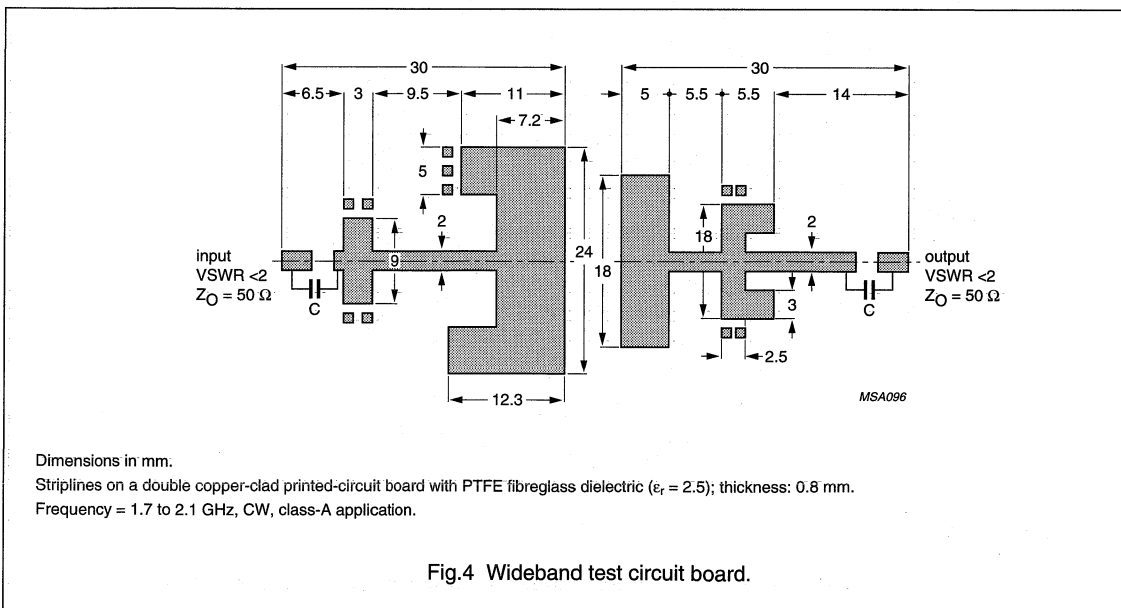 30
30
6.5 3 9.5 11
5 5.5 5.5 14
7.2
5
2
2
input
VSWR <2
Z_O = 50 Ω
C
9
24
18
18
output
VSWR <2
Z_O = 50 Ω
C
3
2.5
12.3
MSA096
Dimensions in mm.
Striplines on a double copper-clad printed-circuit board with PTFE fibreglass dielectric (ε_r = 2.5); thickness: 0.8 mm.
Frequency = 1.7 to 2.1 GHz, CW, class-A application.
Fig.4 Wideband test circuit board.